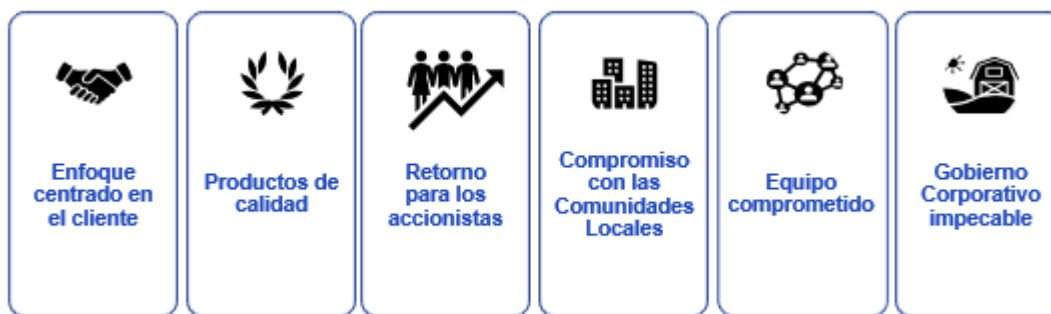 Enfoque
centrado en
el cliente
Productos de
calidad
Retorno
para los
accionistas
Compromiso
con las
Comunidades
Locales
Equipo
comprometido
Gobierno
Corporativo
impecable